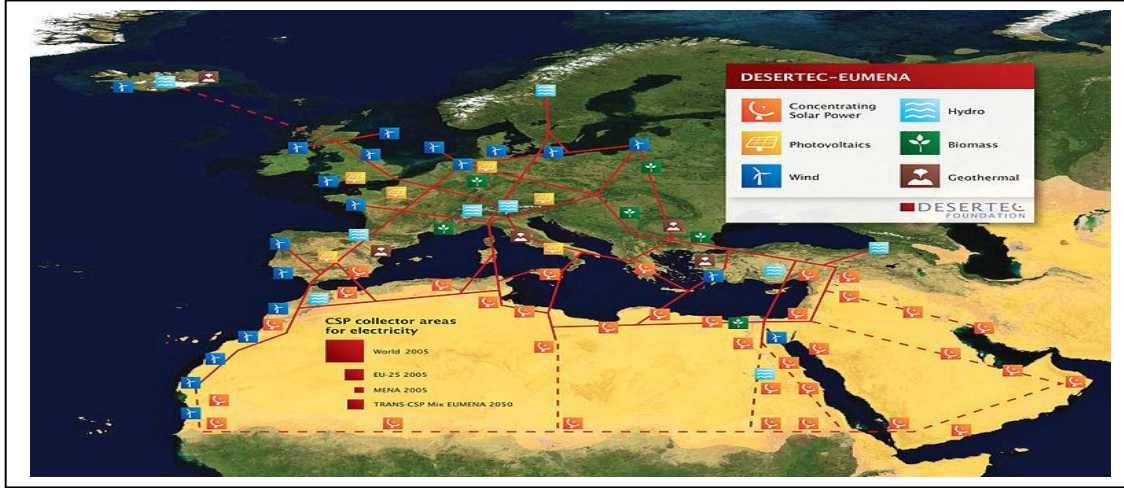 DESERTEC–EUMENA
Concentrating
Solar Power
Hydro
Photovoltaics
Biomass
Wind
Geothermal
DESERTEC
FOUNDATION
CSP collector areas
for electricity
World 2005
EU-25 2005
MENA 2005
TRANS-CSP Mix EUMENA 2050